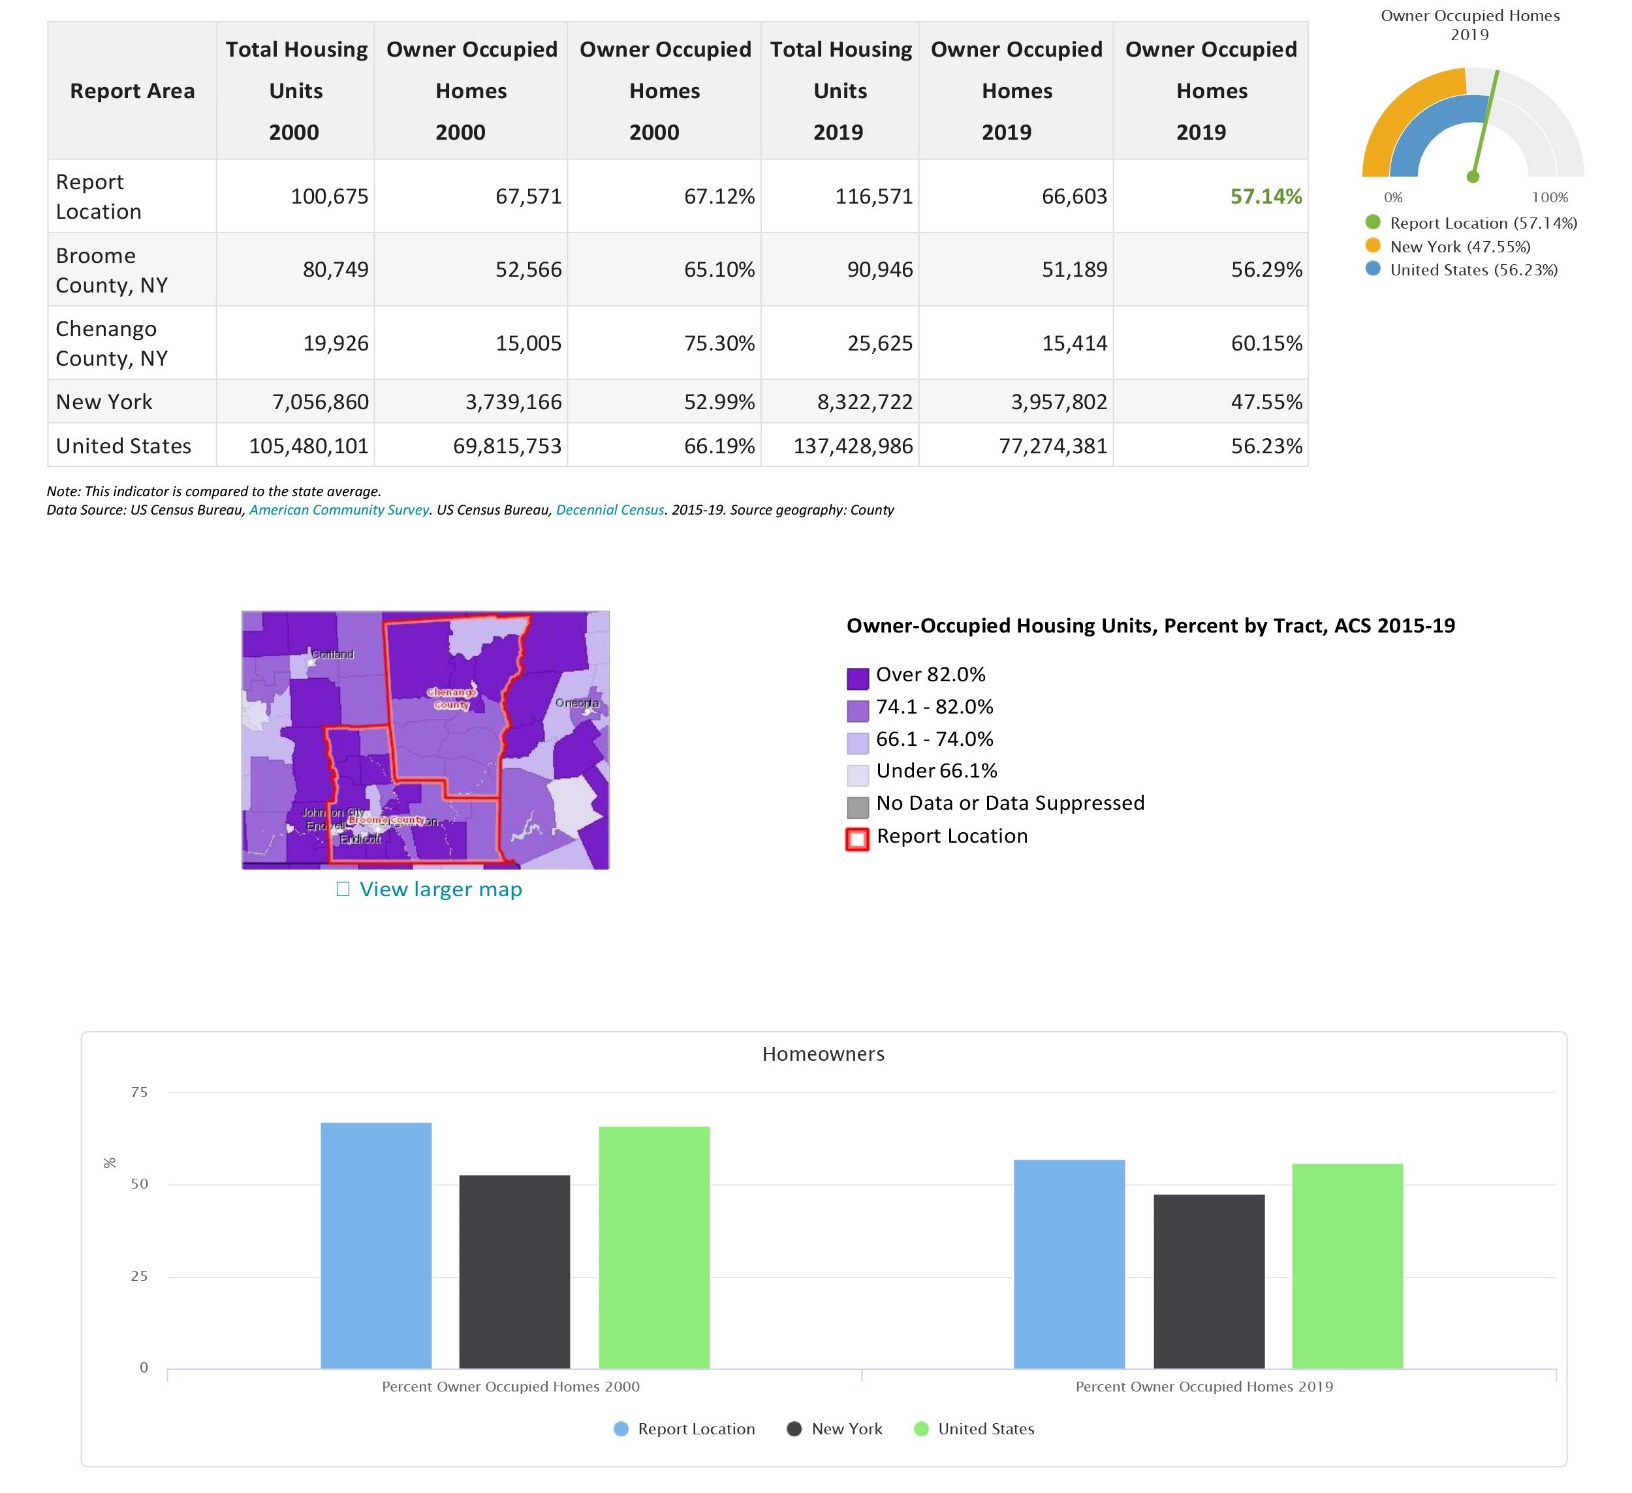 Report Area | Total Housing Units 2000 | Owner Occupied Homes 2000 | Owner Occupied Homes 2000 | Total Housing Units 2019 | Owner Occupied Homes 2019 | Owner Occupied Homes 2019
Report Location | 100,675 | 67,571 | 67.12% | 116,571 | 66,603 | 57.14%
Broome County, NY | 80,749 | 52,566 | 65.10% | 90,946 | 51,189 | 56.29%
Chenango County, NY | 19,926 | 15,005 | 75.30% | 25,625 | 15,414 | 60.15%
New York | 7,056,860 | 3,739,166 | 52.99% | 8,322,722 | 3,957,802 | 47.55%
United States | 105,480,101 | 69,815,753 | 66.19% | 137,428,986 | 77,274,381 | 56.23%
Owner Occupied Homes
2019
0% 100%
Report Location (57.14%)
New York (47.55%)
United States (56.23%)
Note: This indicator is compared to the state average.
Data Source: US Census Bureau, American Community Survey. US Census Bureau, Decennial Census. 2015-19. Source geography: County
Chenango
County
Oneonta
Broome County
Endicott
View larger map
Owner-Occupied Housing Units, Percent by Tract, ACS 2015-19
Over 82.0%
74.1 - 82.0%
66.1 - 74.0%
Under 66.1%
No Data or Data Suppressed
Report Location
Homeowners
75
%
50
25
0
Percent Owner Occupied Homes 2000
Percent Owner Occupied Homes 2019
Report Location New York United States